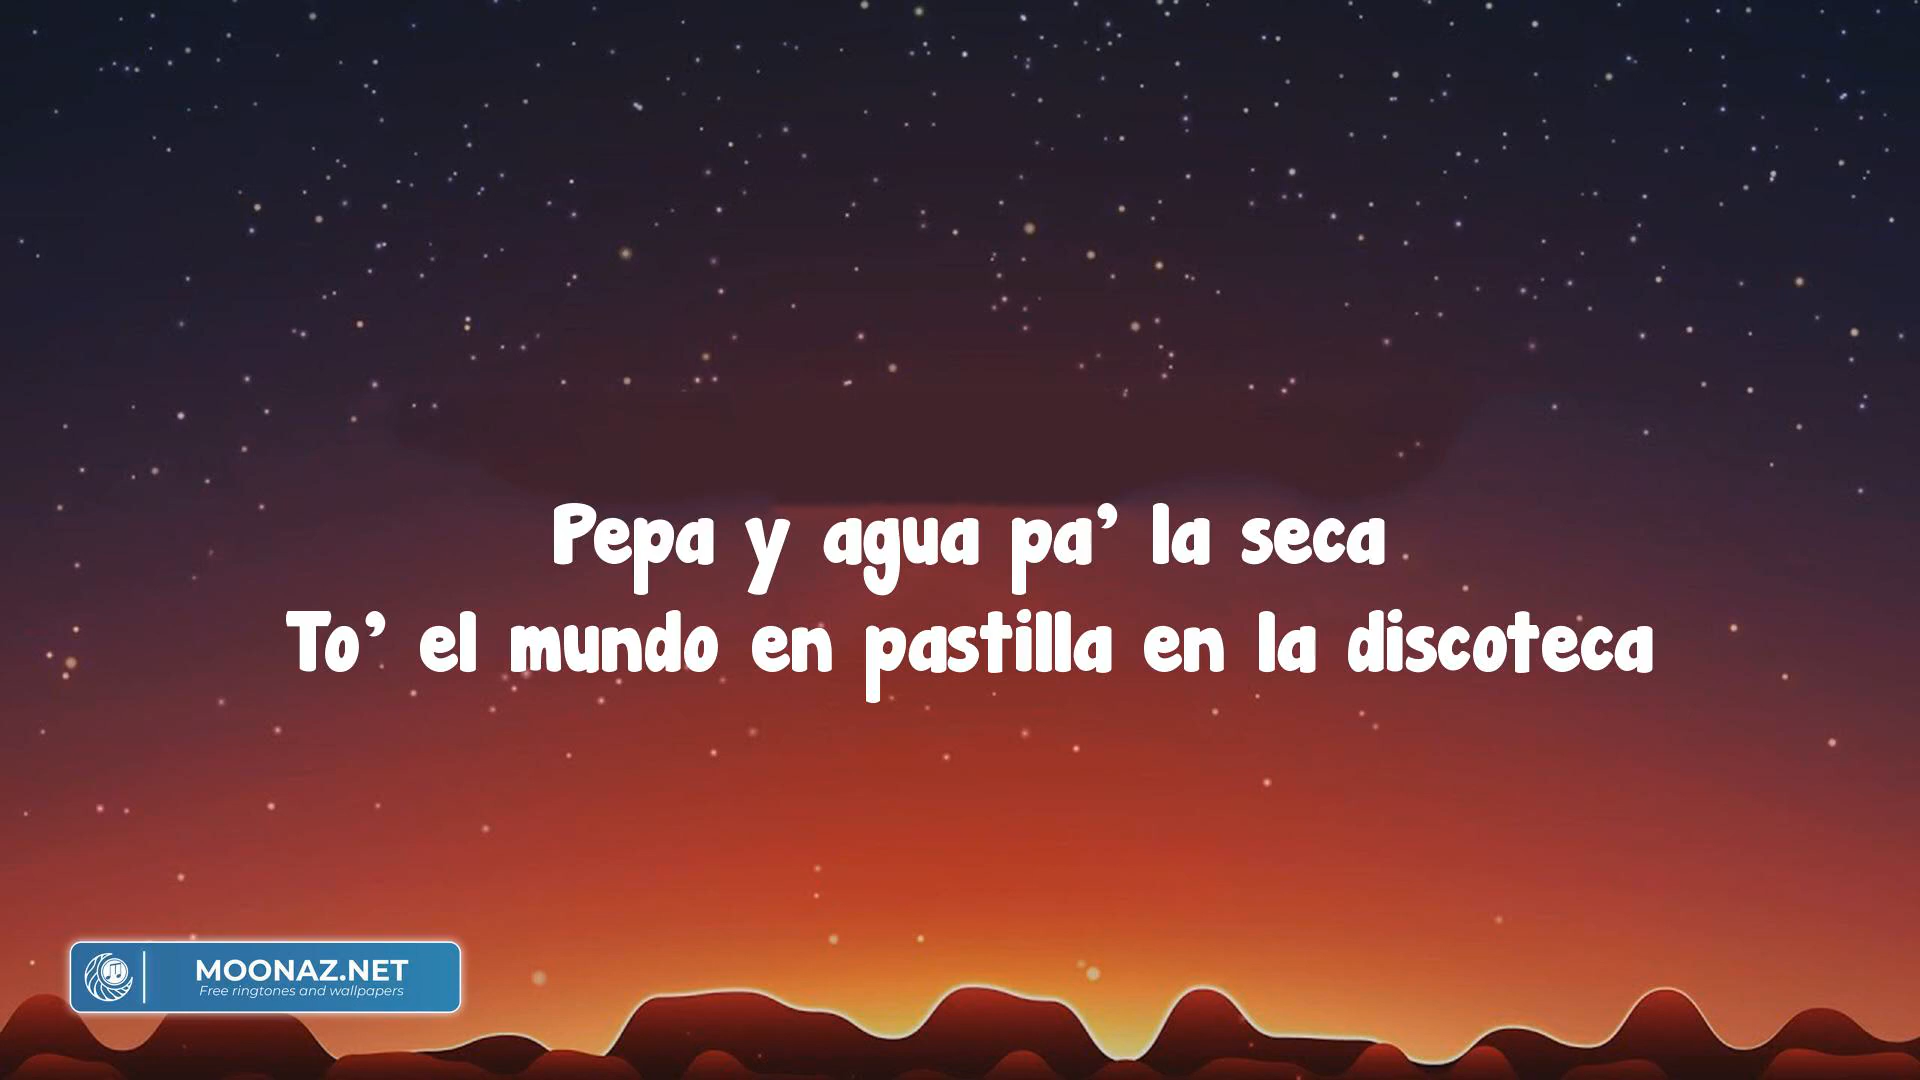 Pepa y agua pa’ la seca
To’ el mundo en pastilla en la discoteca
MOONAZ.NET
Free ringtones and wallpapers